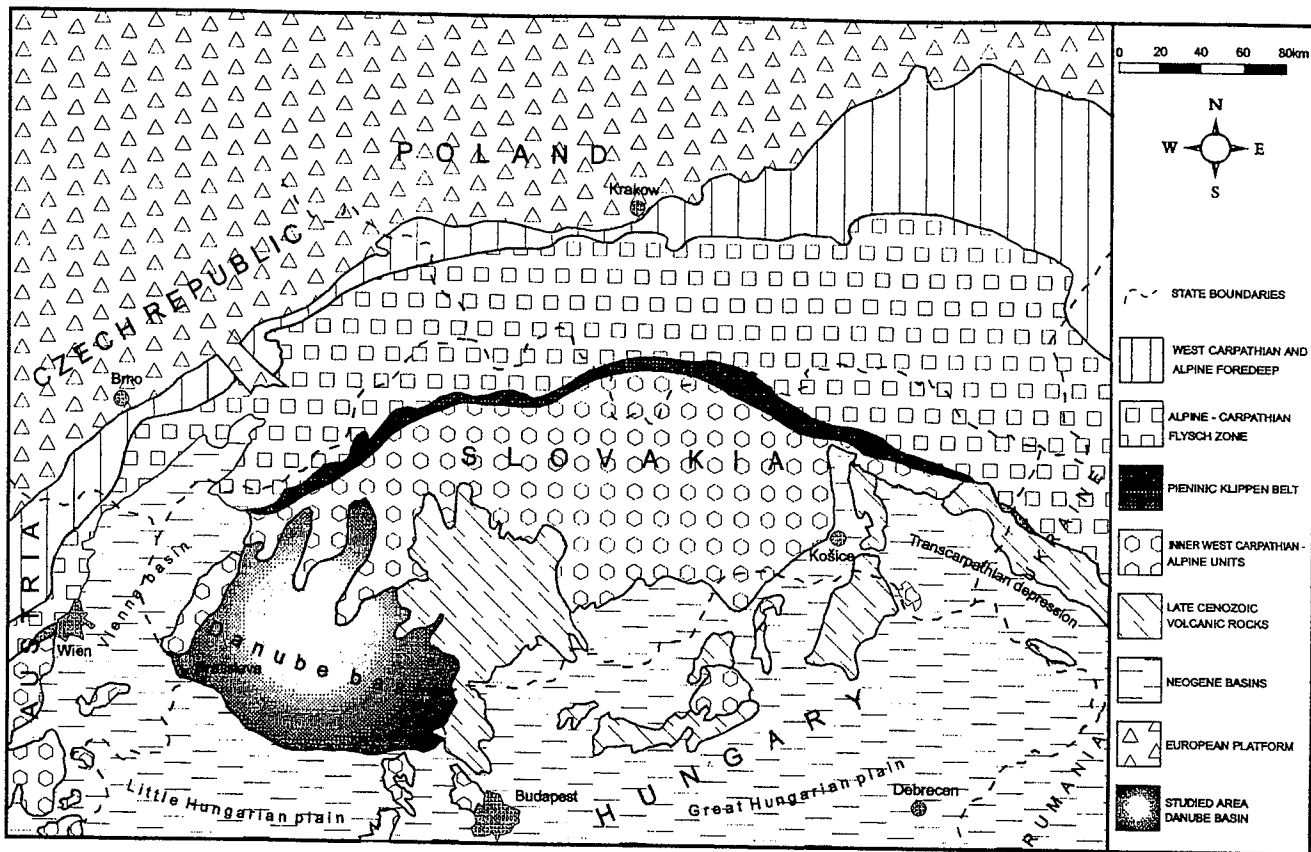 POLAND
Krakow
CZECH REPUBLIC
Brno
SLOVAKIA
Košice
UKRAINE
Transcarpathian depression
AUSTRIA
Wien
Vienna basin
Danube ba
HUNGARY
Budapest
Debrecen
Little Hungarian plain
Great Hungarian plain
RUMANIA
0 20 40 60 80km
N
W E
S
STATE BOUNDARIES
WEST CARPATHIAN AND
ALPINE FOREDEEP
ALPINE - CARPATHIAN
FLYSCH ZONE
PIENINIC KLIPPEN BELT
INNER WEST CARPATHIAN -
ALPINE UNITS
LATE CENOZOIC
VOLCANIC ROCKS
NEOGENE BASINS
EUROPEAN PLATFORM
STUDIED AREA
DANUBE BASIN